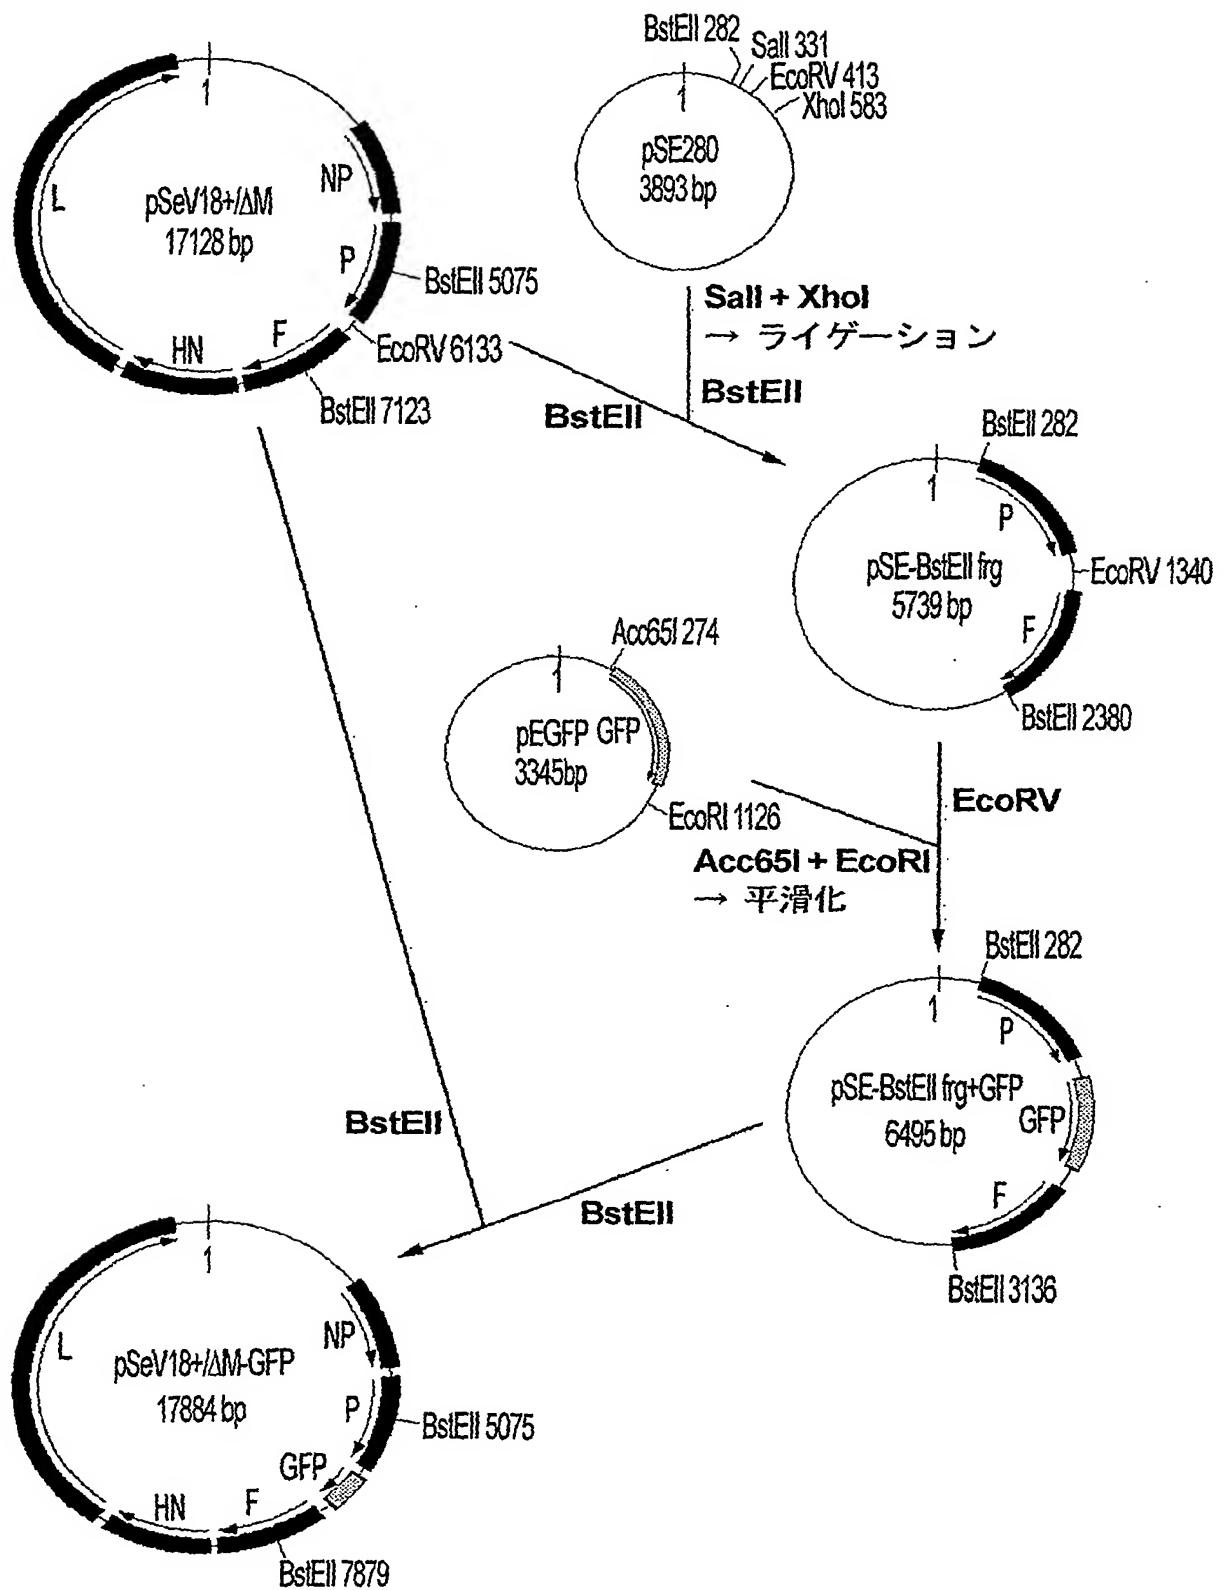 1
L
NP
pSeV18+/ΔM
17128 bp
P
BstEII 5075
F
HN
EcoRV 6133
BstEII 7123
BstEII 282
SalI 331
EcoRV 413
XhoI 583
1
pSE280
3893 bp
SalI + XhoI
→ ライゲーション
BstEII
BstEII
BstEII 282
1
P
pSE-BstEII frg
5739 bp
EcoRV 1340
F
BstEII 2380
Acc65I 274
1
pEGFP GFP
3345bp
EcoRI 1126
EcoRV
Acc65I + EcoRI
→ 平滑化
BstEII 282
1
P
pSE-BstEII frg+GFP
6495 bp
GFP
F
BstEII 3136
BstEII
BstEII
1
NP
L
pSeV18+/ΔM-GFP
17884 bp
P
BstEII 5075
GFP
F
HN
BstEII 7879